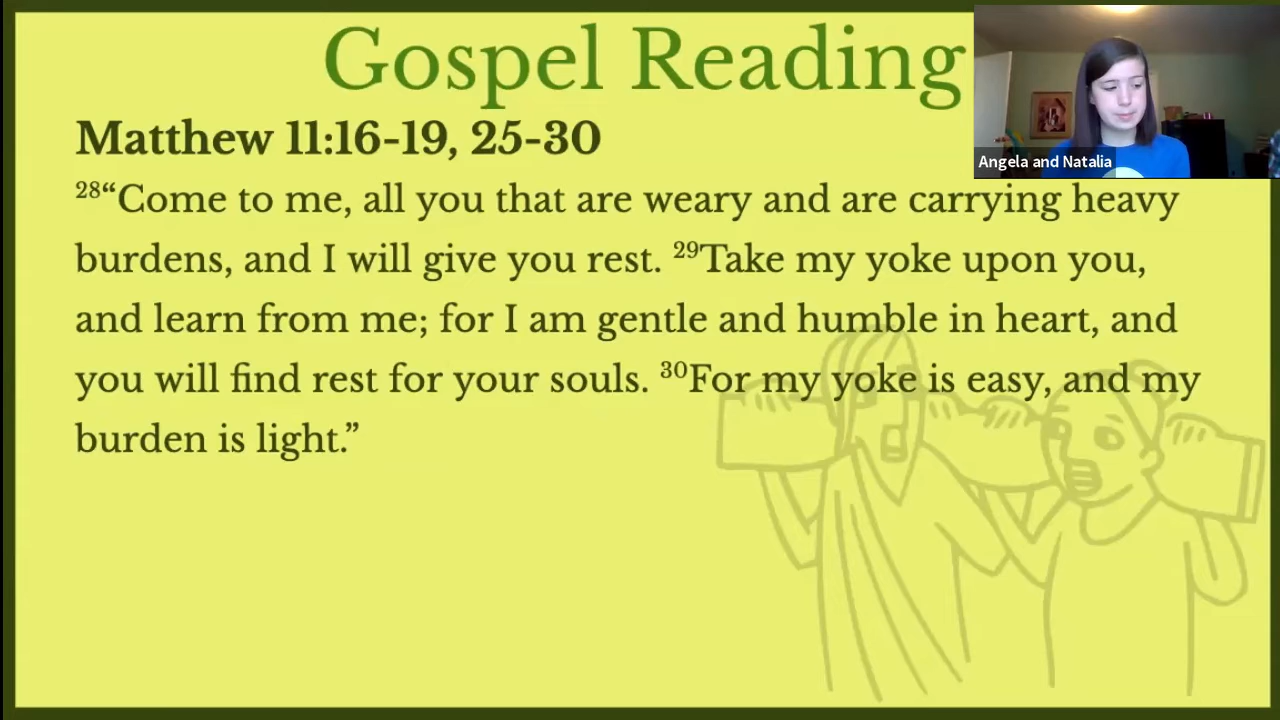 Gospel Reading
Matthew 11:16-19, 25-30
Angela and Natalia
²⁸“Come to me, all you that are weary and are carrying heavy
burdens, and I will give you rest. ²⁹Take my yoke upon you,
and learn from me; for I am gentle and humble in heart, and
you will find rest for your souls. ³⁰For my yoke is easy, and my
burden is light.”